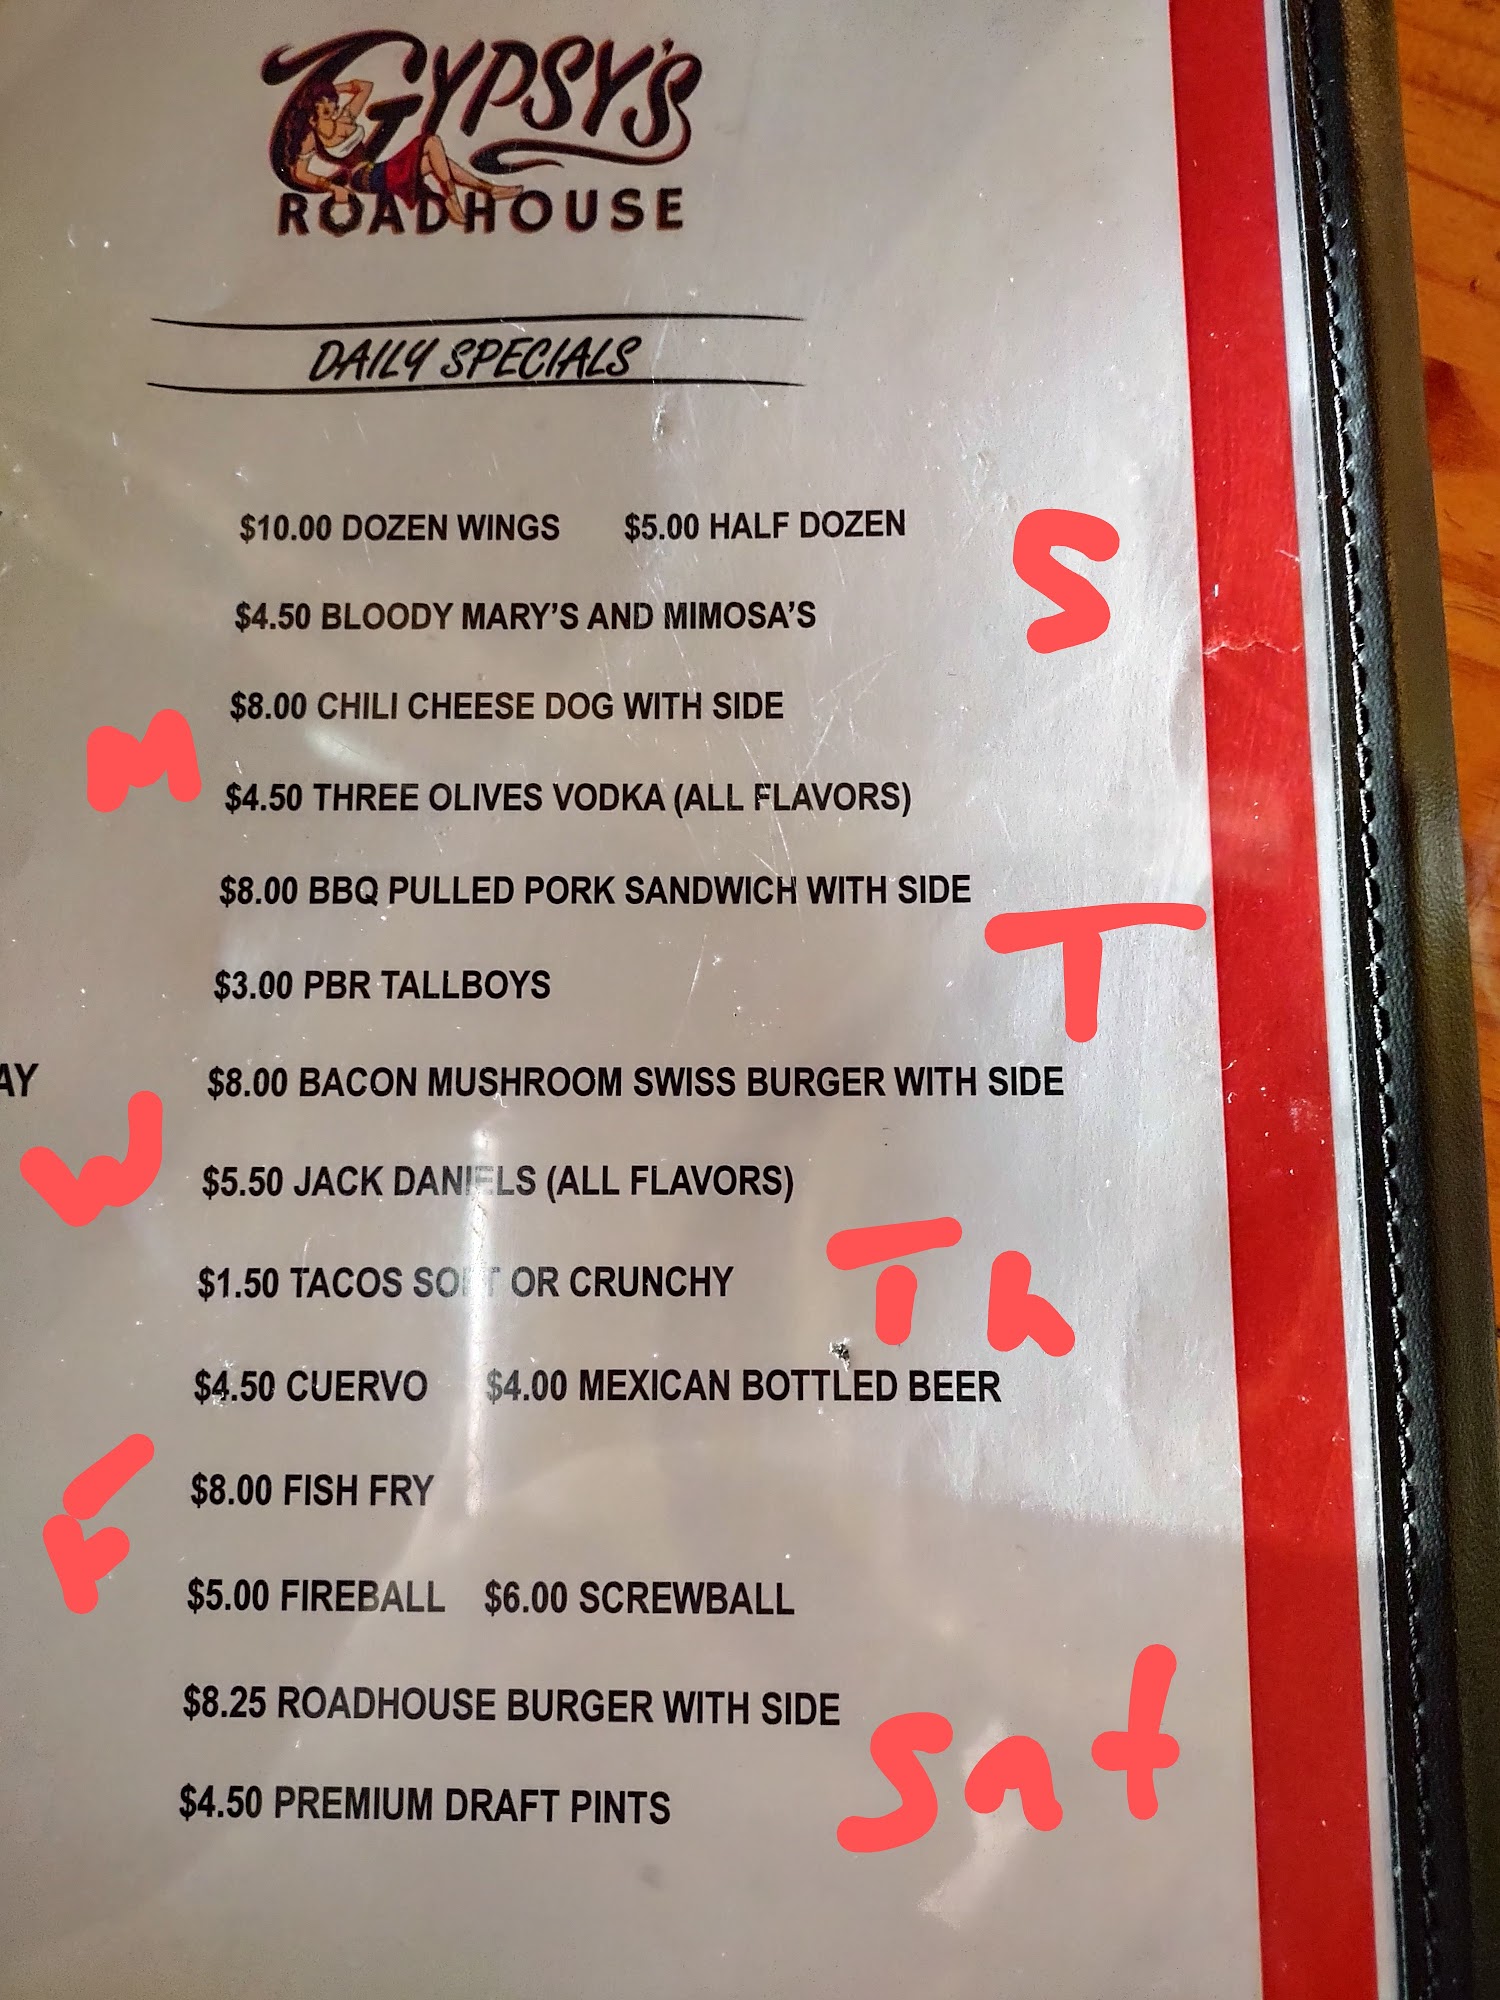 GYPSY'S
ROADHOUSE
DAILY SPECIALS
$10.00 DOZEN WINGS $5.00 HALF DOZEN
S
$4.50 BLOODY MARY'S AND MIMOSA'S
$8.00 CHILI CHEESE DOG WITH SIDE
M
$4.50 THREE OLIVES VODKA (ALL FLAVORS)
$8.00 BBQ PULLED PORK SANDWICH WITH SIDE
T
$3.00 PBR TALLBOYS
AY
$8.00 BACON MUSHROOM SWISS BURGER WITH SIDE
W
$5.50 JACK DANIELS (ALL FLAVORS)
$1.50 TACOS SOFT OR CRUNCHY
Th
$4.50 CUERVO $4.00 MEXICAN BOTTLED BEER
$8.00 FISH FRY
F
$5.00 FIREBALL $6.00 SCREWBALL
$8.25 ROADHOUSE BURGER WITH SIDE
Sat
$4.50 PREMIUM DRAFT PINTS